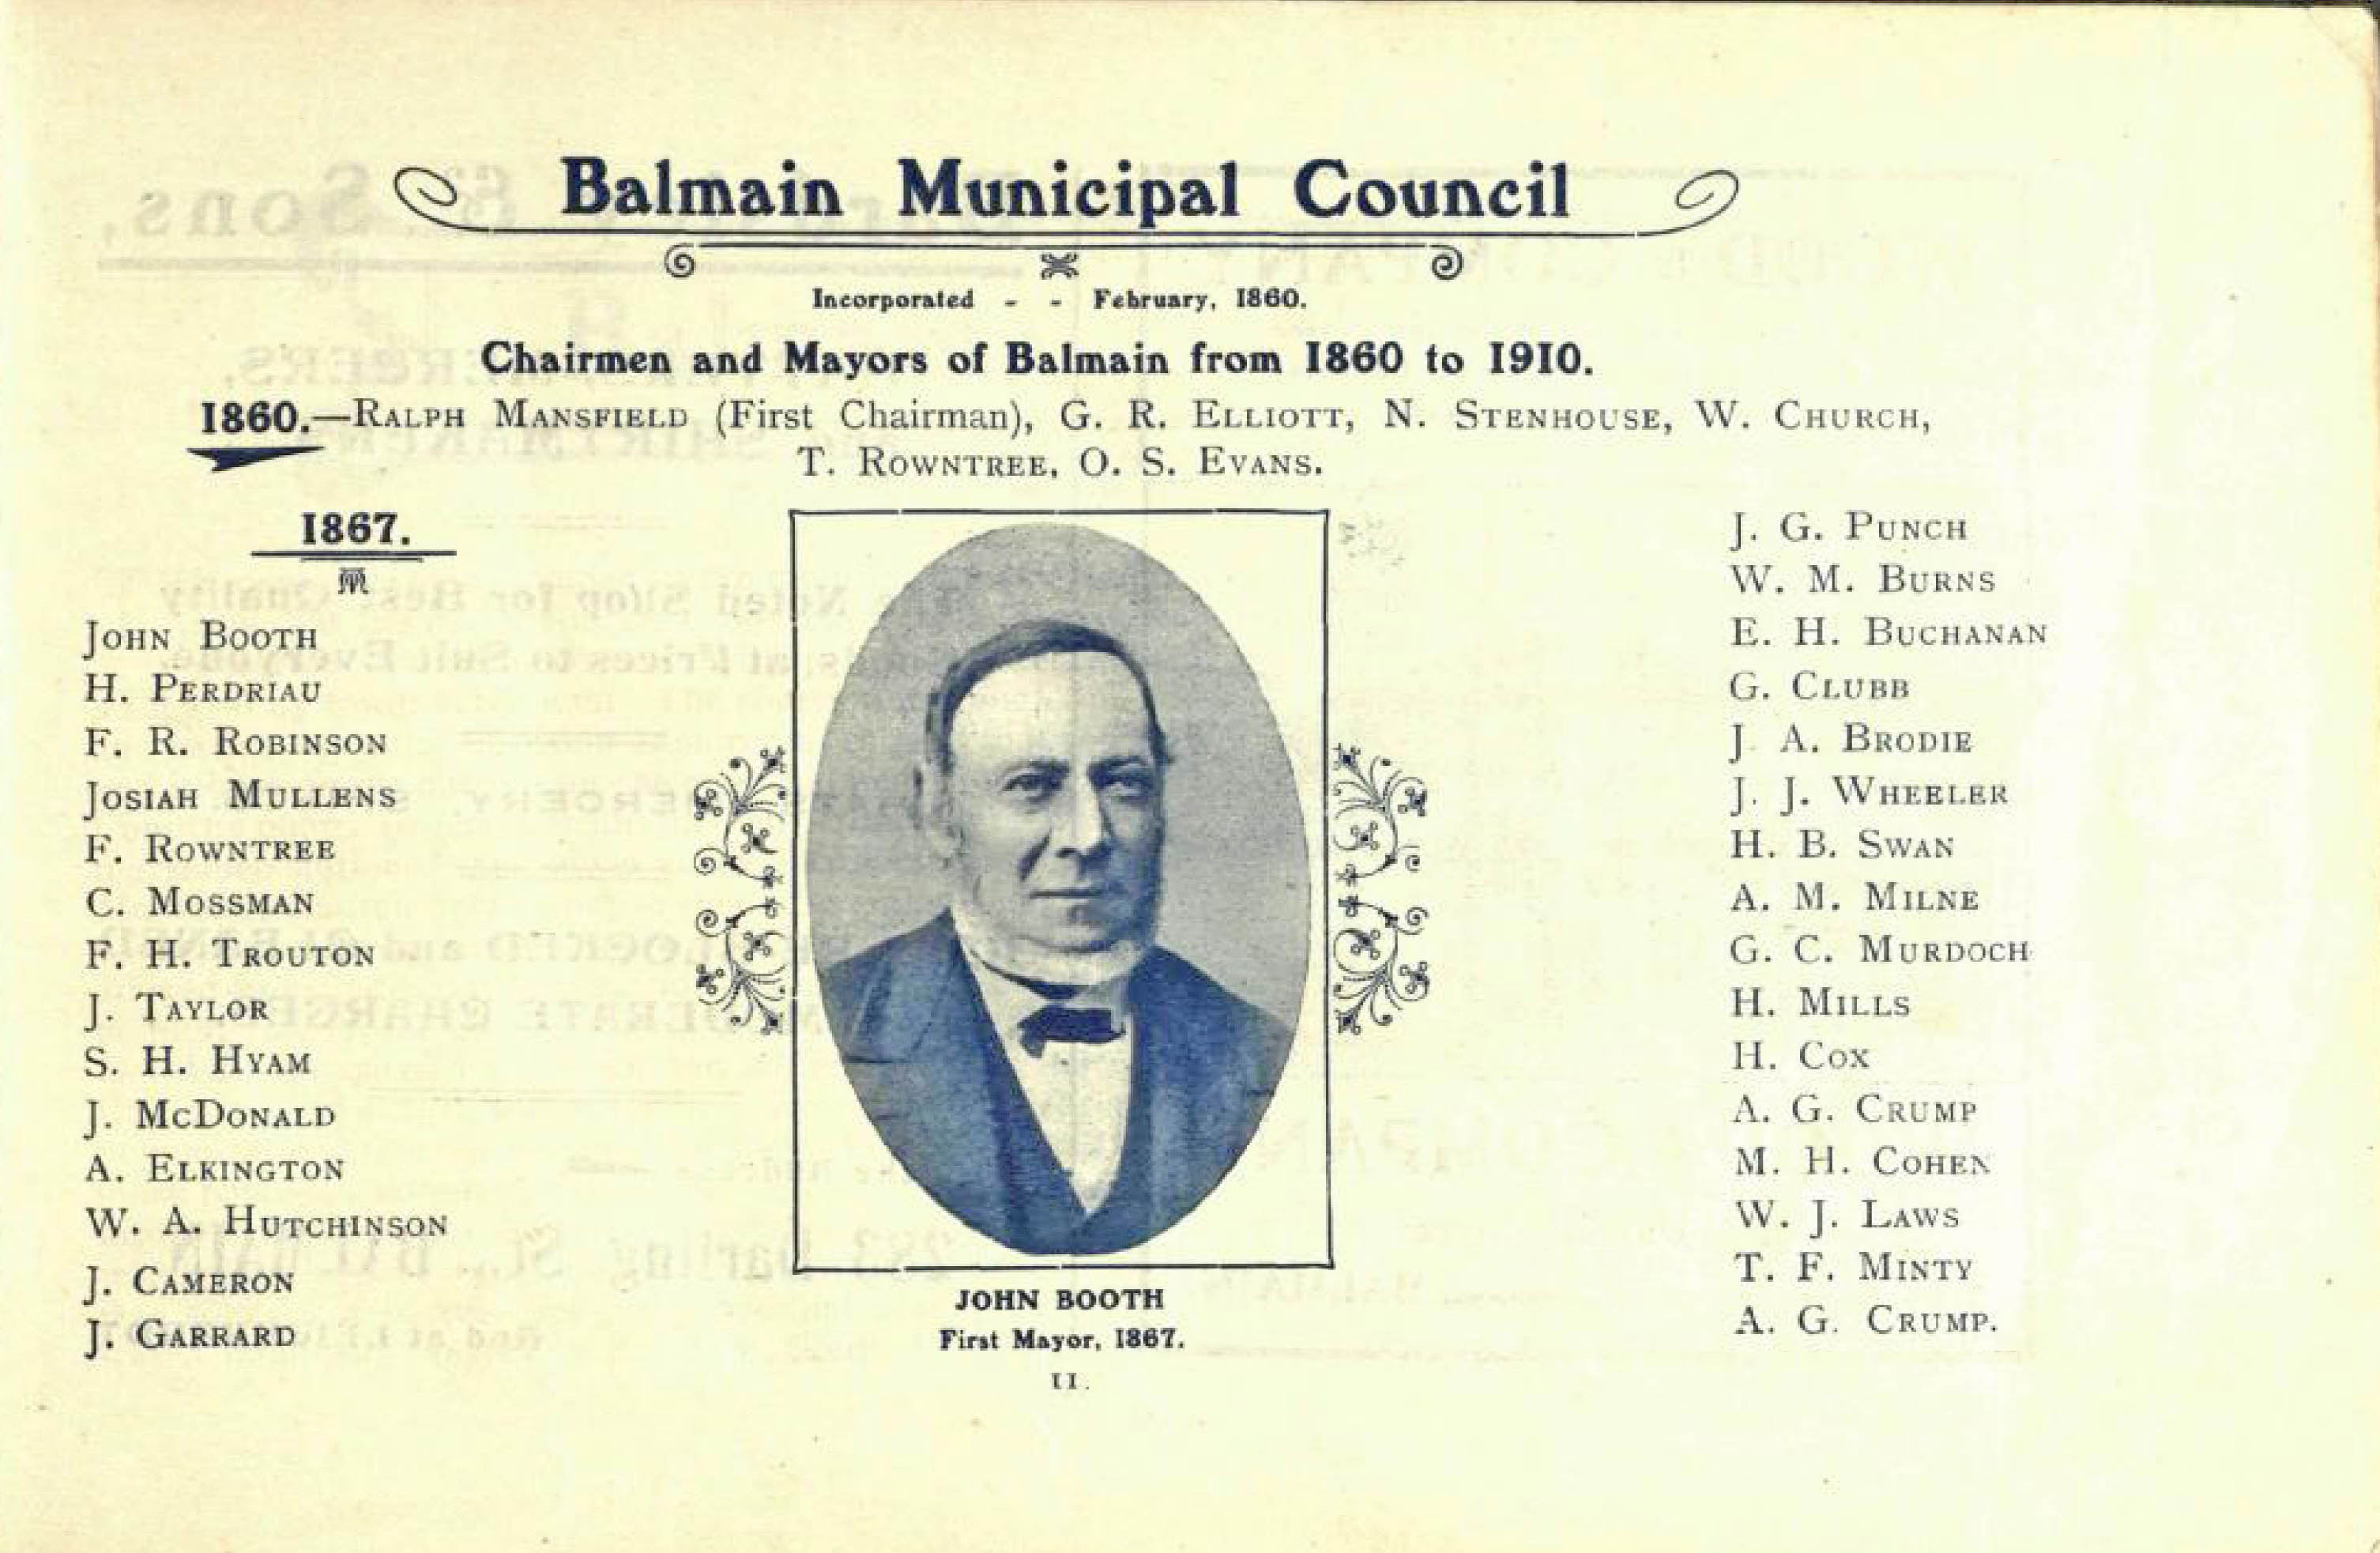 Balmain Municipal Council
Incorporated - - February, 1860.
Chairmen and Mayors of Balmain from 1860 to 1910.
1860.—RALPH MANSFIELD (First Chairman), G. R. ELLIOTT, N. STENHOUSE, W. CHURCH,
T. ROWNTREE, O. S. EVANS.
1867.
JOHN BOOTH
H. PERDRIAU
F. R. ROBINSON
JOSIAH MULLENS
F. ROWNTREE
C. MOSSMAN
F. H. TROUTON
J. TAYLOR
S. H. HYAM
J. MCDONALD
A. ELKINGTON
W. A. HUTCHINSON
J. CAMERON
J. GARRARD
JOHN BOOTH
First Mayor, 1867.
J. G. PUNCH
W. M. BURNS
E. H. BUCHANAN
G. CLUBB
J. A. BRODIE
J. J. WHEELER
H. B. SWAN
A. M. MILNE
G. C. MURDOCH
H. MILLS
H. COX
A. G. CRUMP
M. H. COHEN
W. J. LAWS
T. F. MINTY
A. G. CRUMP.
II.